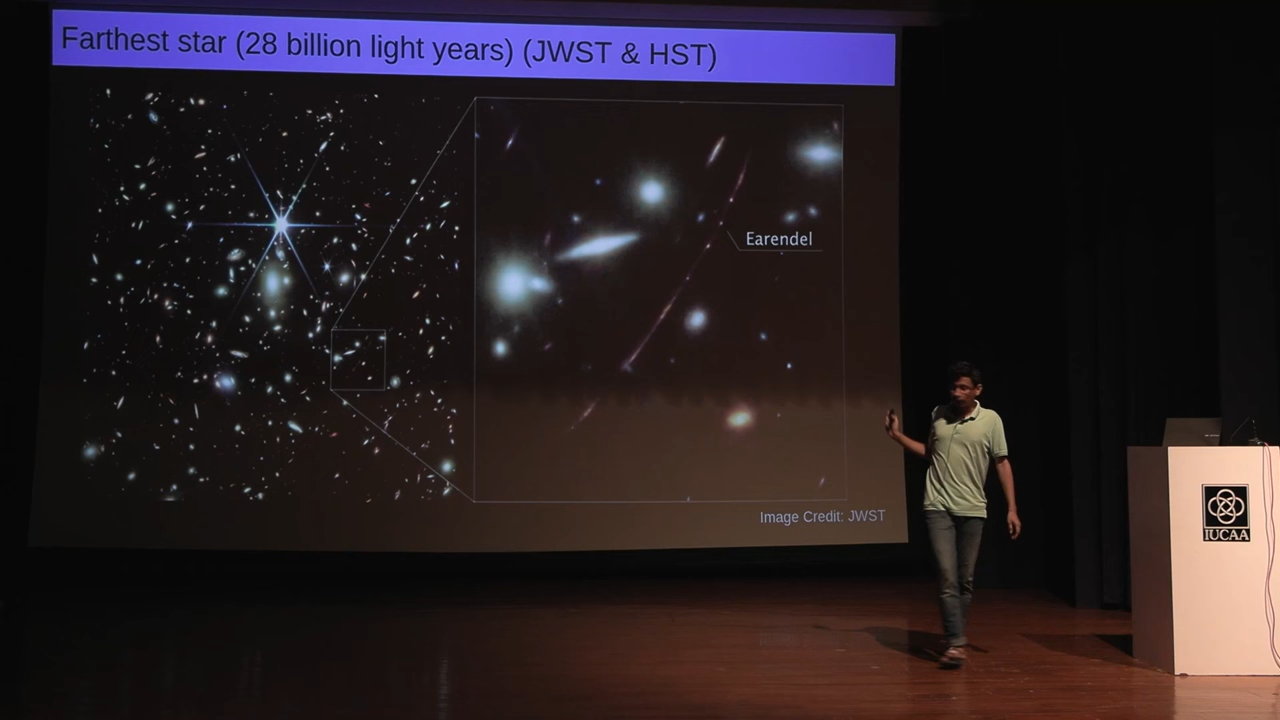 Farthest star (28 billion light years) (JWST & HST)
Earendel
Image Credit: JWST
IUCAA